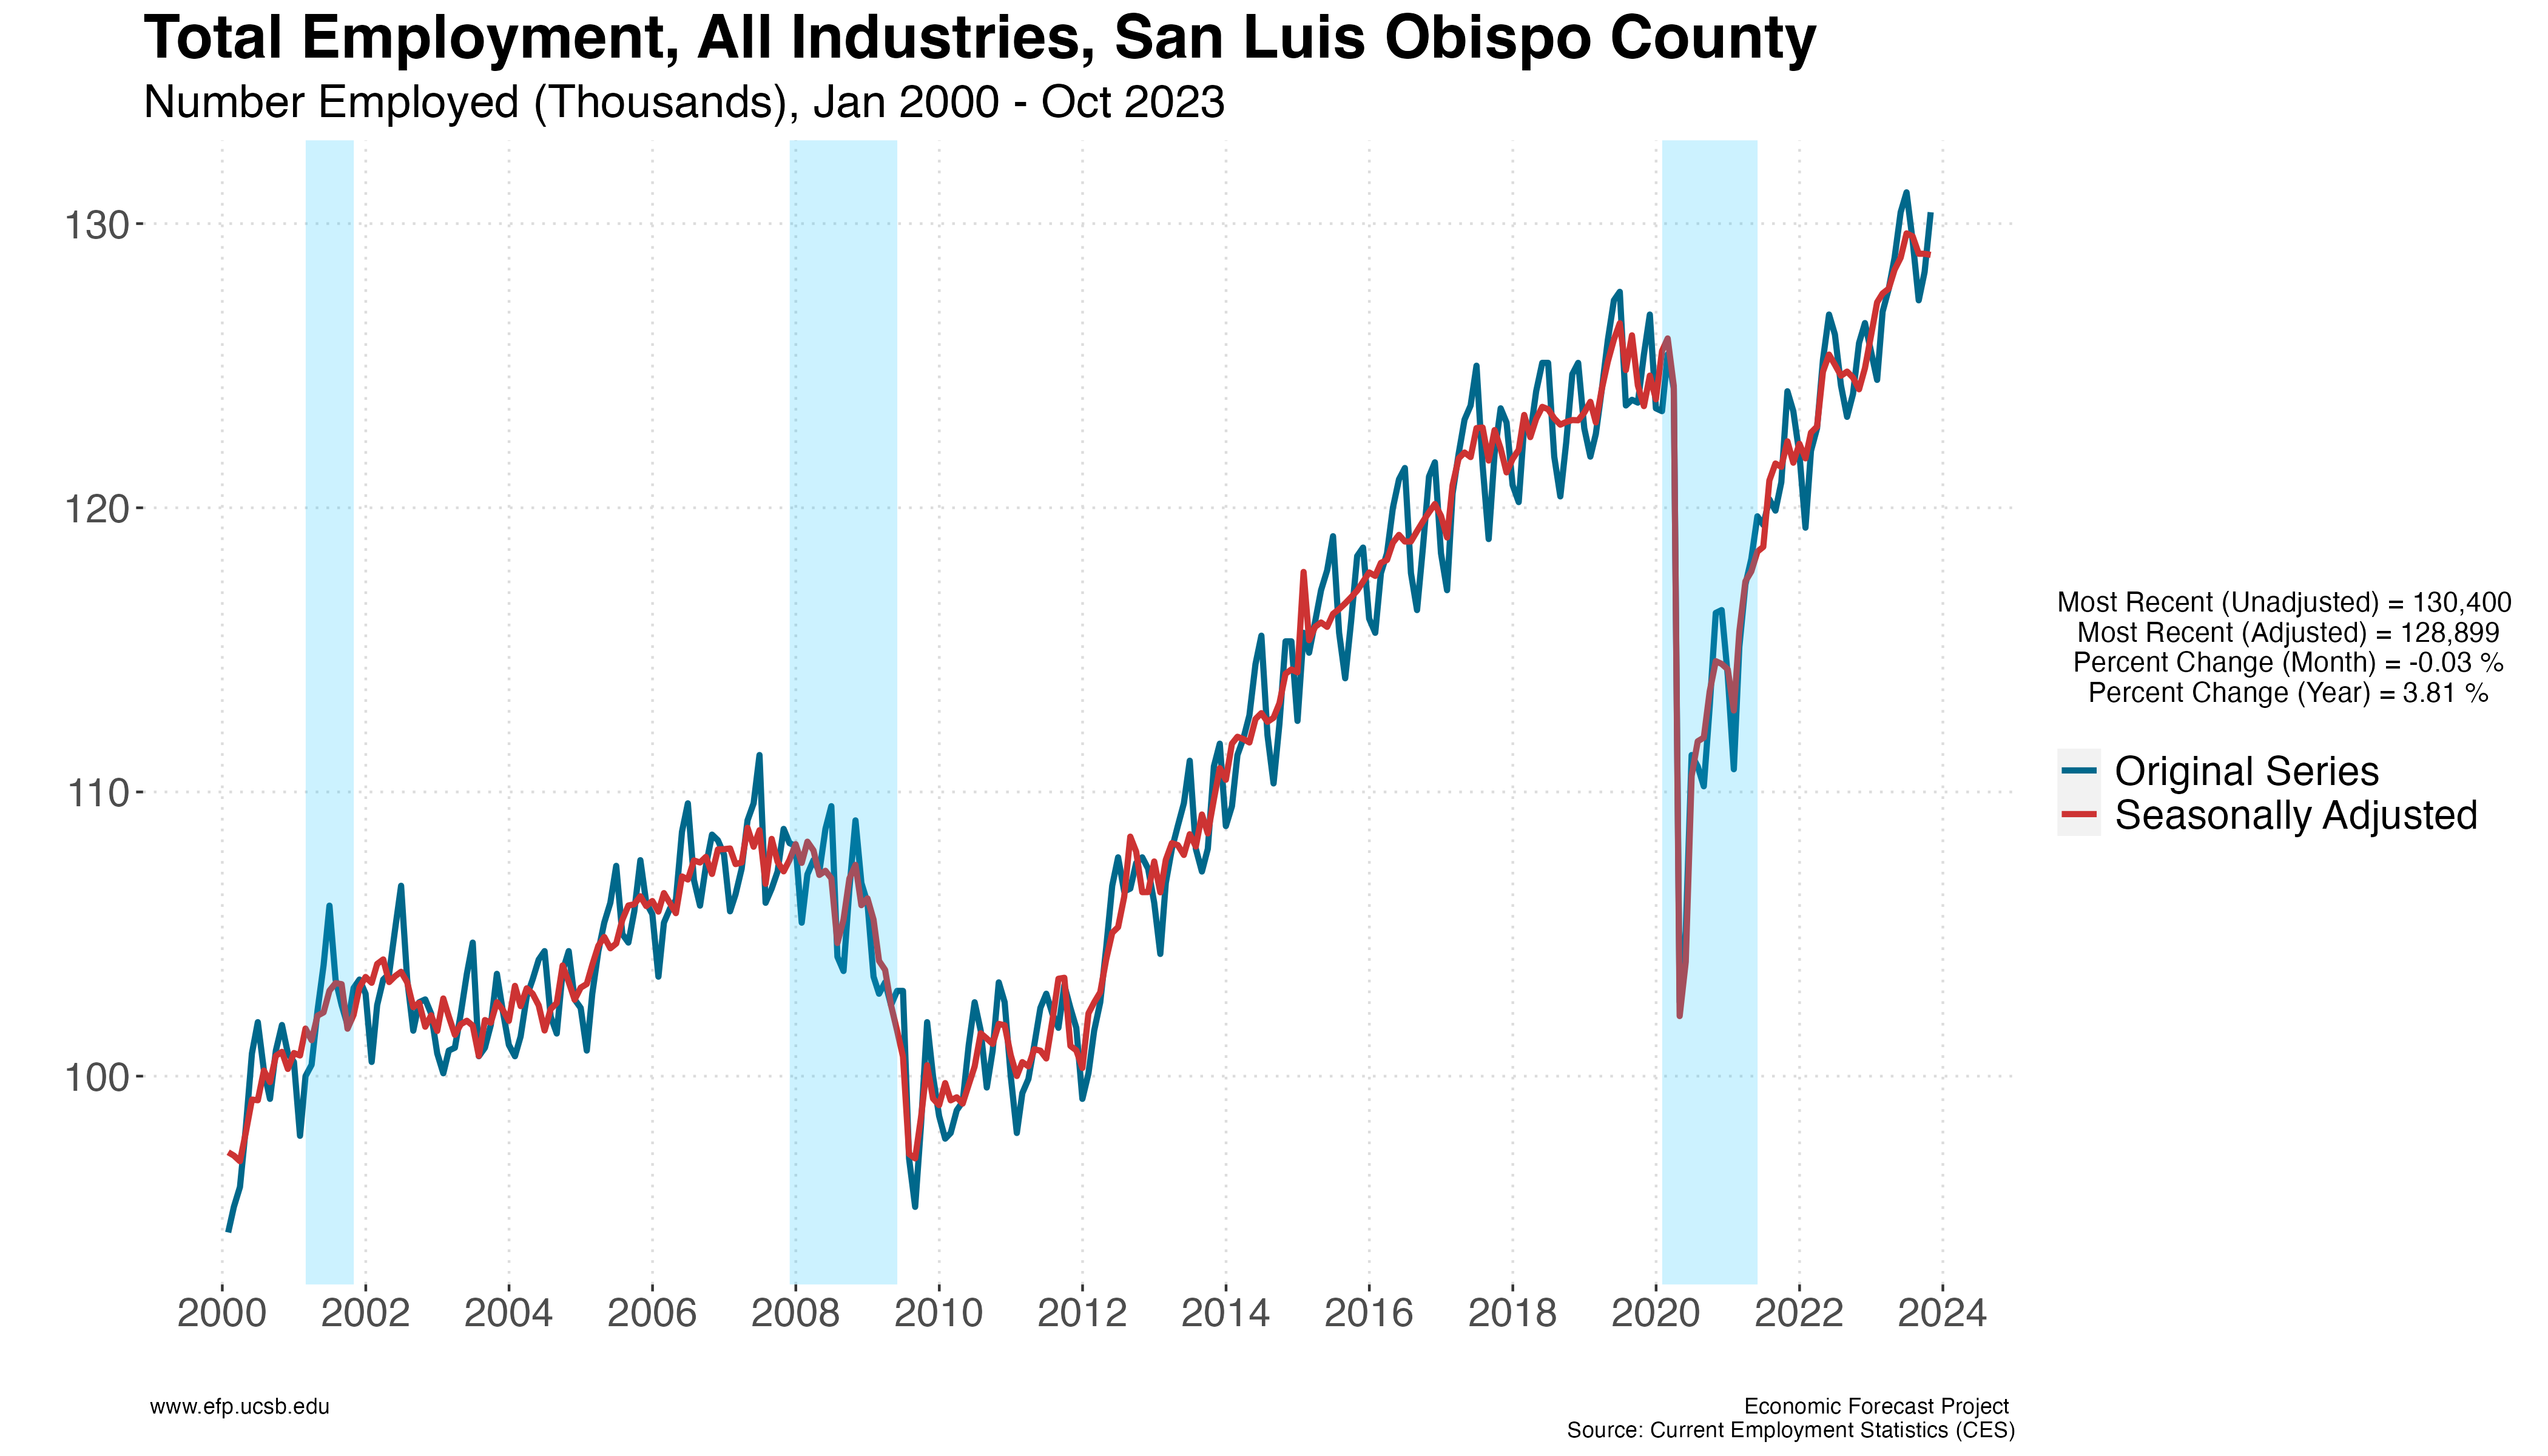 Total Employment, All Industries, San Luis Obispo County
Number Employed (Thousands), Jan 2000 - Oct 2023
130
120
110
100
2000 2002 2004 2006 2008 2010 2012 2014 2016 2018 2020 2022 2024
Most Recent (Unadjusted) = 130,400
Most Recent (Adjusted) = 128,899
Percent Change (Month) = -0.03 %
Percent Change (Year) = 3.81 %
Original Series
Seasonally Adjusted
www.efp.ucsb.edu
Economic Forecast Project
Source: Current Employment Statistics (CES)